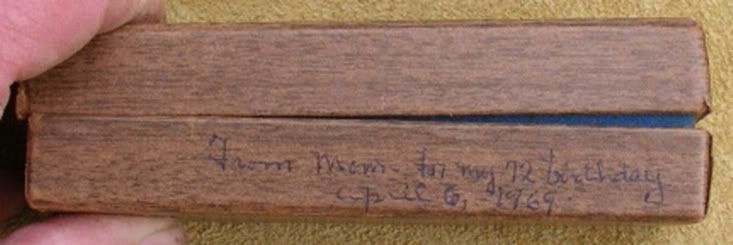 From Mom for my 72 birthday
April 6, 1969.